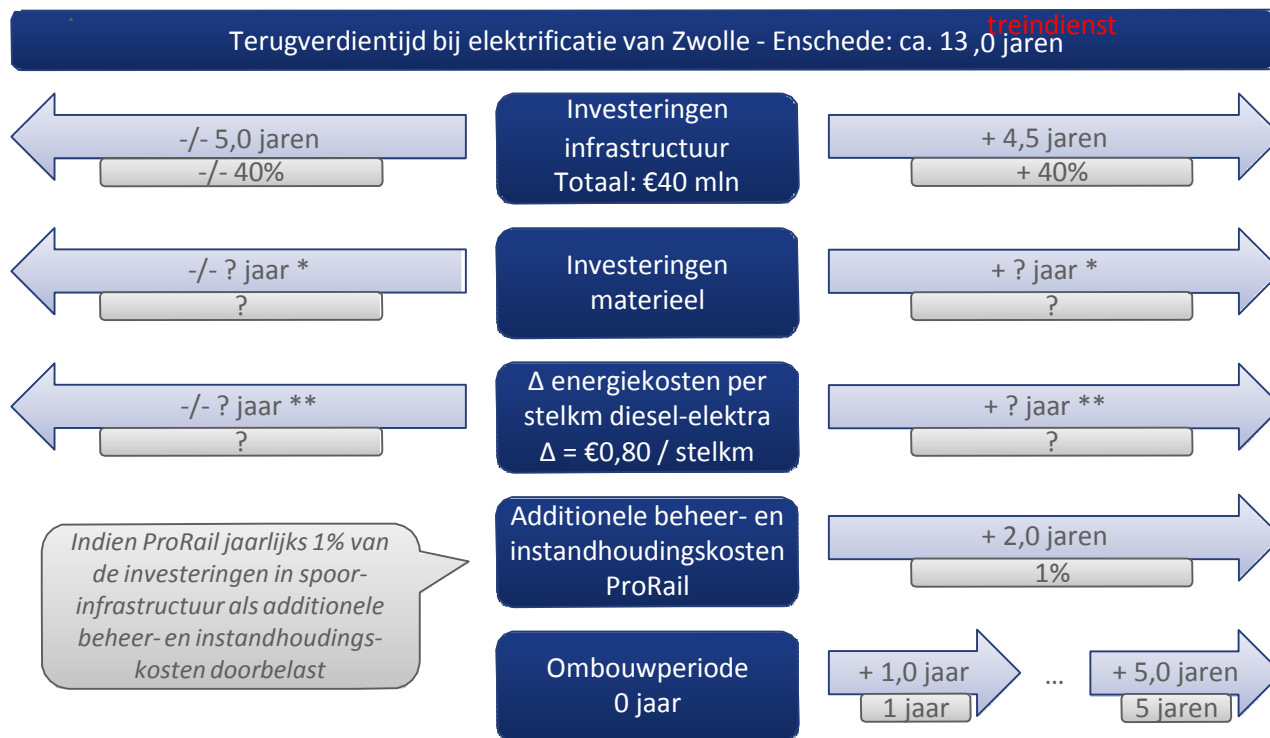 treindienst
Terugverdientijd bij elektrificatie van Zwolle - Enschede: ca. 13 ,0 jaren
-/- 5,0 jaren
-/- 40%
Investeringen
infrastructuur
Totaal: €40 mln
+ 4,5 jaren
+ 40%
-/- ? jaar *
?
Investeringen
materieel
+ ? jaar *
?
-/- ? jaar **
?
Δ energiekosten per
stelkm diesel-elektra
Δ = €0,80 / stelkm
+ ? jaar **
?
Indien ProRail jaarlijks 1% van
de investeringen in spoor-
infrastructuur als additionele
beheer- en instandhoudings-
kosten doorbelast
Additionele beheer- en
instandhoudingskosten
ProRail
+ 2,0 jaren
1%
Ombouwperiode
0 jaar
+ 1,0 jaar
1 jaar
...
+ 5,0 jaren
5 jaren